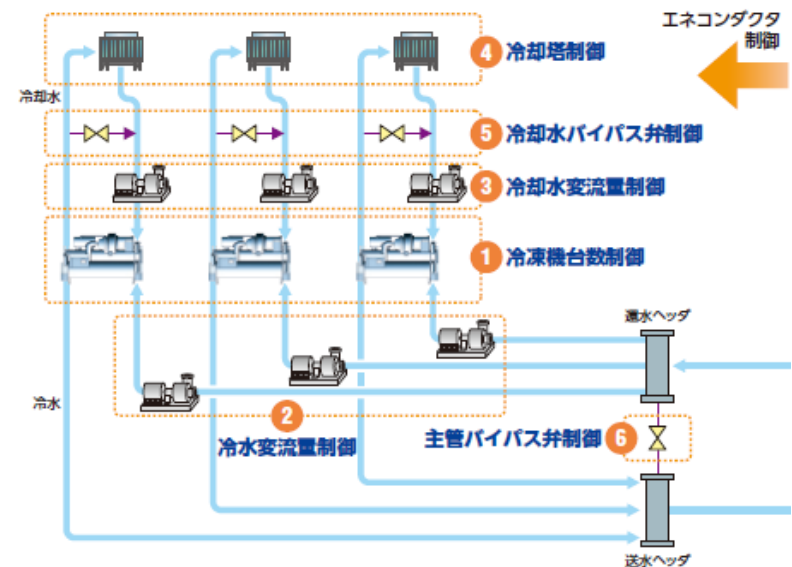 エネコンダクタ
制御
4 冷却塔制御
冷却水
5 冷却水バイパス弁制御
3 冷却水変流量制御
1 冷凍機台数制御
還水ヘッダ
冷水
2
冷水変流量制御
主管バイパス弁制御 6
送水ヘッダ